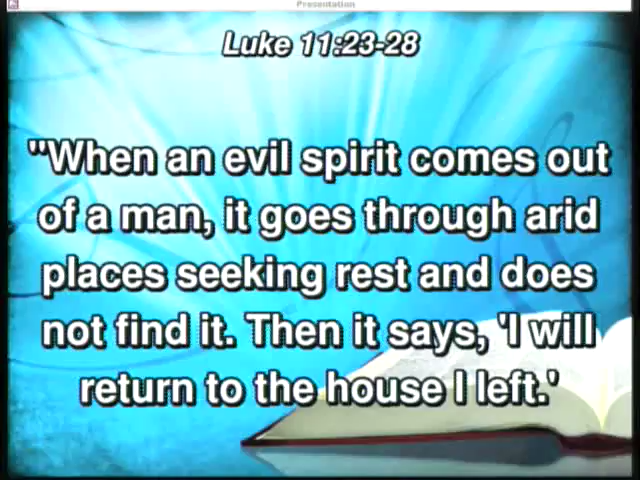 Presentation
Luke 11:23-28
"When an evil spirit comes out
of a man, it goes through arid
places seeking rest and does
not find it. Then it says, 'I will
return to the house I left.'